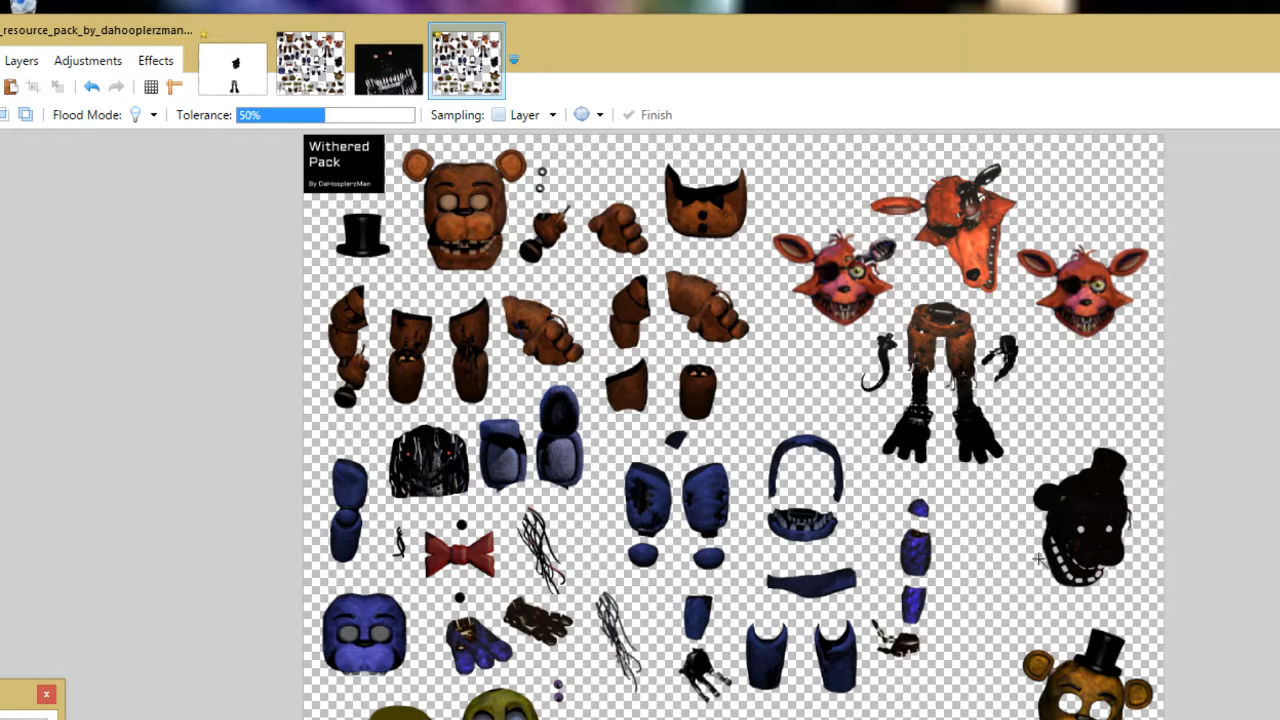 _resource_pack_by_dahooplerzman...
Layers Adjustments Effects
Flood Mode: Tolerance: 50% Sampling: Layer Finish
Withered
Pack
By DaHooplerzMan